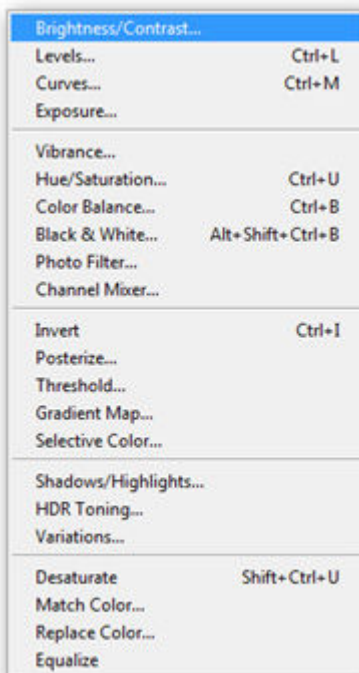 Brightness/Contrast...
Levels... Ctrl+L
Curves... Ctrl+M
Exposure...
Vibrance...
Hue/Saturation... Ctrl+U
Color Balance... Ctrl+B
Black & White... Alt+Shift+Ctrl+B
Photo Filter...
Channel Mixer...
Invert Ctrl+I
Posterize...
Threshold...
Gradient Map...
Selective Color...
Shadows/Highlights...
HDR Toning...
Variations...
Desaturate Shift+Ctrl+U
Match Color...
Replace Color...
Equalize